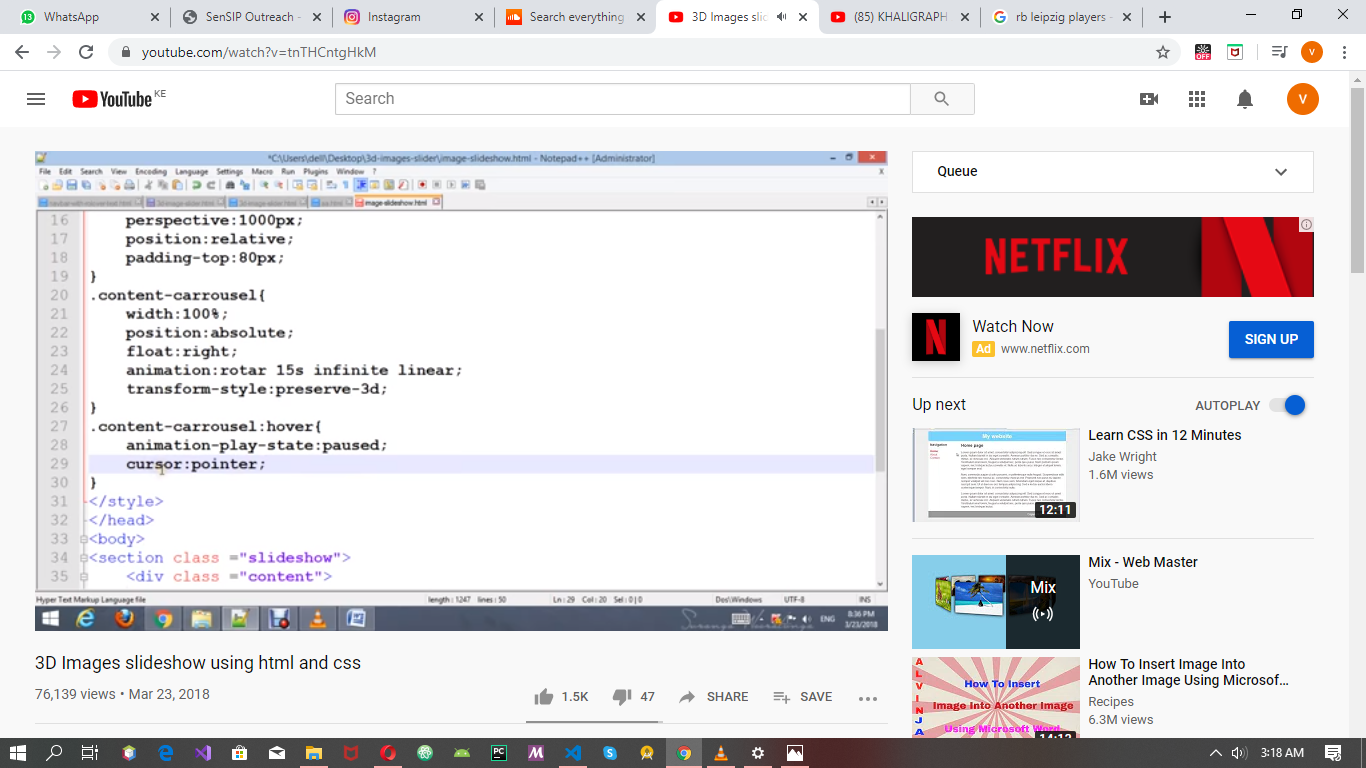 WhatsApp
SenSIP Outreach -
Instagram
Search everything
3D Images slid
(85) KHALIGRAPH
rb leipzig players -
youtube.com/watch?v=tnTHCntgHkM
OFF
V
YouTube KE
Search
V
*C:\Users\dell\Desktop\3d-images-slider\image-slideshow.html - Notepad++ [Administrator]
File Edit Search View Encoding Language Settings Macro Run Plugins Window ? X
image-slideshow.html
16 perspective:1000px;
17 position:relative;
18 padding-top:80px;
19 }
20 .content-carrousel{
21 width:100%;
22 position:absolute;
23 float:right;
24 animation:rotar 15s infinite linear;
25 transform-style:preserve-3d;
26 }
27 .content-carrousel:hover{
28 animation-play-state:paused;
29 cursor:pointer;
30 }
31 </style>
32 </head>
33 <body>
34 <section class ="slideshow">
35 <div class ="content">
Hyper Text Markup Language file length : 1247 lines : 50 Ln : 29 Col : 20 Sel : 0 | 0 Dos\Windows UTF-8 INS
ENG 8:36 PM
3/23/2018
3D Images slideshow using html and css
76,139 views • Mar 23, 2018
1.5K 47 SHARE SAVE
Queue
NETFLIX
N
Watch Now
Ad www.netflix.com
SIGN UP
Up next
AUTOPLAY
My website
Home page
12:11
Learn CSS in 12 Minutes
Jake Wright
1.6M views
Mix
Mix - Web Master
YouTube
ALVINJA
How To Insert
Image Into Another Image
Using Microsoft Word
14:13
How To Insert Image Into
Another Image Using Microsof...
Recipes
6.3M views
PC
3:18 AM